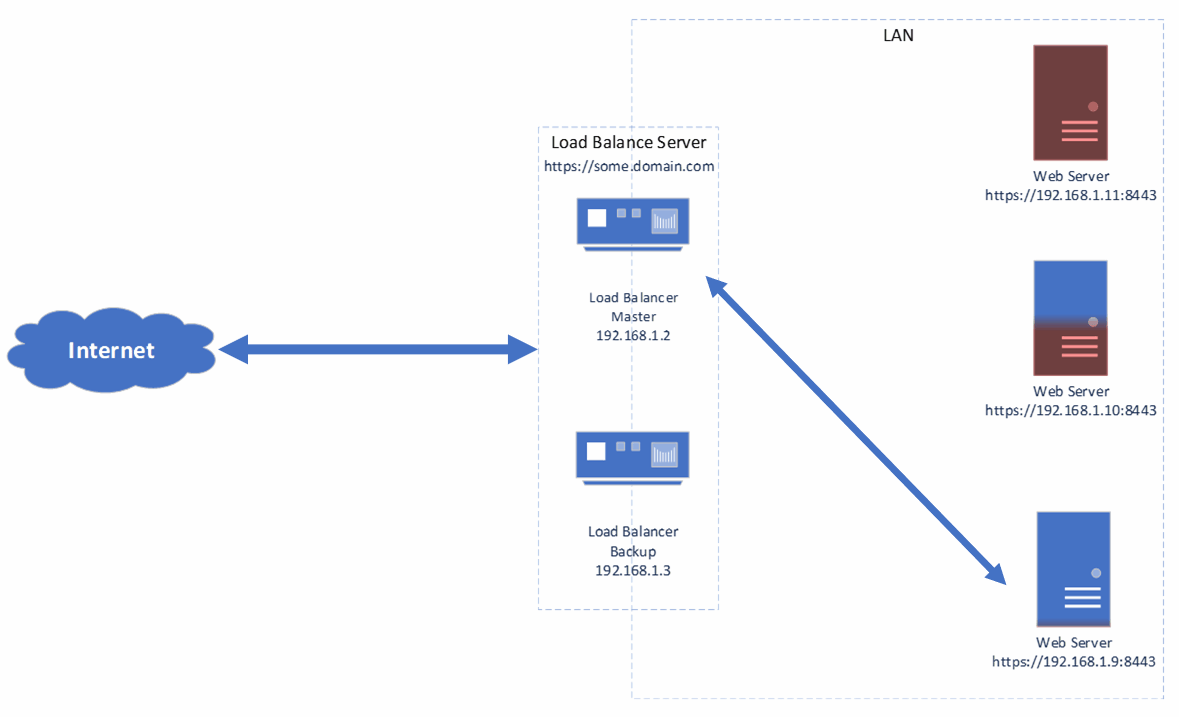 LAN
Load Balance Server
https://some.domain.com
Load Balancer
Master
192.168.1.2
Internet
Load Balancer
Backup
192.168.1.3
Web Server
https://192.168.1.11:8443
Web Server
https://192.168.1.10:8443
Web Server
https://192.168.1.9:8443